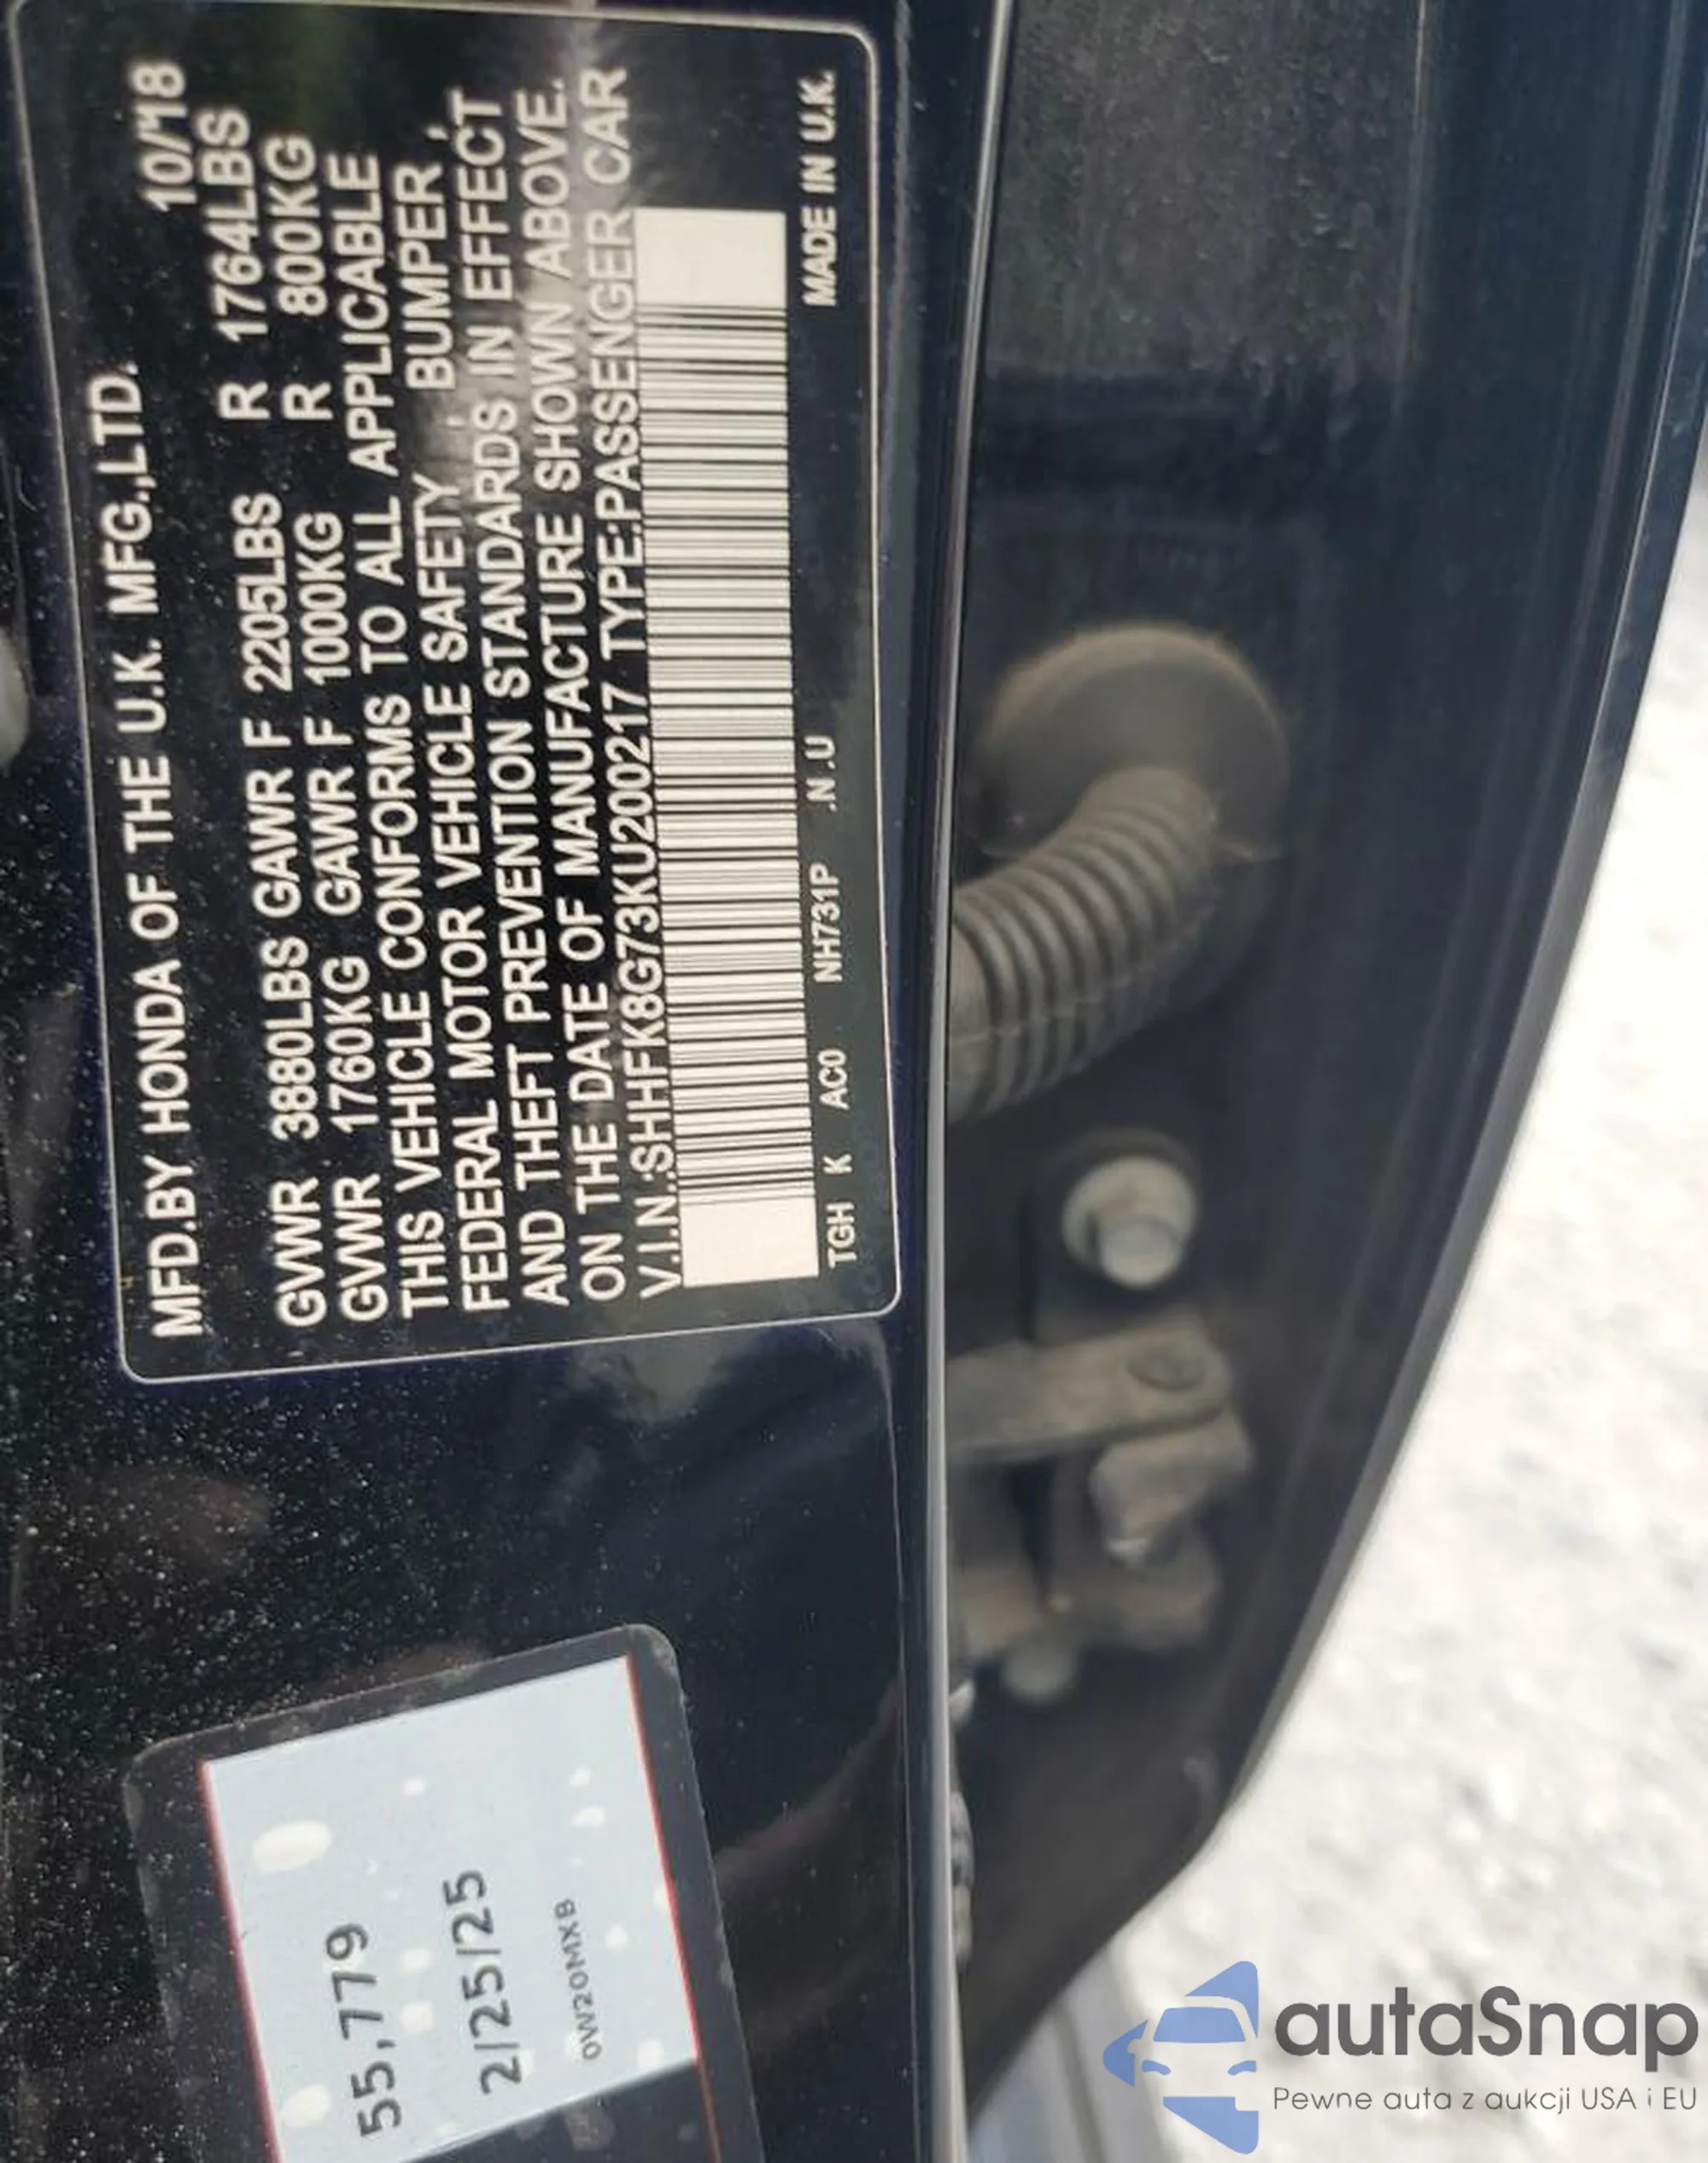 MFD.BY HONDA OF THE U.K. MFG.,LTD. 10/18
GVWR 3880LBS GAWR F 2205LBS R 1764LBS
GVWR 1760KG GAWR F 1000KG R 800KG
THIS VEHICLE CONFORMS TO ALL APPLICABLE
FEDERAL MOTOR VEHICLE SAFETY, BUMPER,
AND THEFT PREVENTION STANDARDS IN EFFECT
ON THE DATE OF MANUFACTURE SHOWN ABOVE.
V.I.N.:SHHFK8G73KU200217 TYPE:PASSENGER CAR
TGH K AC0 NH731P .N.U MADE IN U.K.
55,779
2/25/25
0W20MXB
autaSnap
Pewne auta z aukcji USA i EU